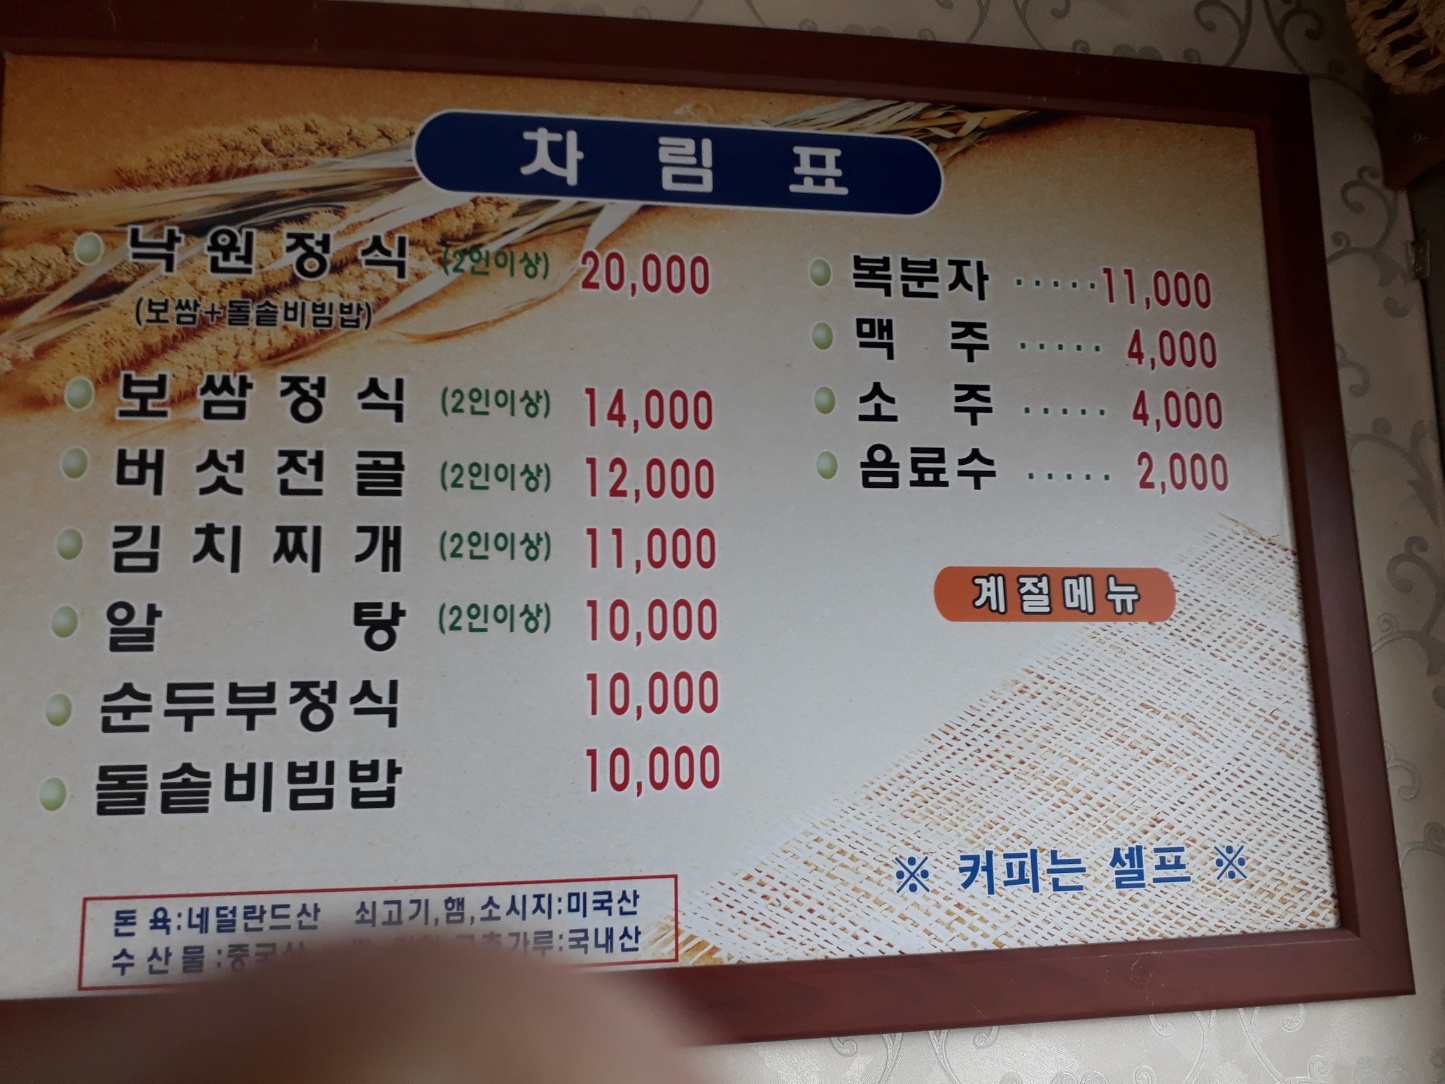 차림표
낙원정식 (2인이상) 20,000
(보쌈+돌솥비빔밥)
보쌈정식 (2인이상) 14,000
버섯전골 (2인이상) 12,000
김치찌개 (2인이상) 11,000
알탕 (2인이상) 10,000
순두부정식 10,000
돌솥비빔밥 10,000
복분자 ·····11,000
맥주 ····· 4,000
소주 ····· 4,000
음료수 ····· 2,000
계절메뉴
※ 커피는 셀프 ※
돈육:네덜란드산 쇠고기,햄,소시지:미국산
수산물:중국산 고춧가루:국내산